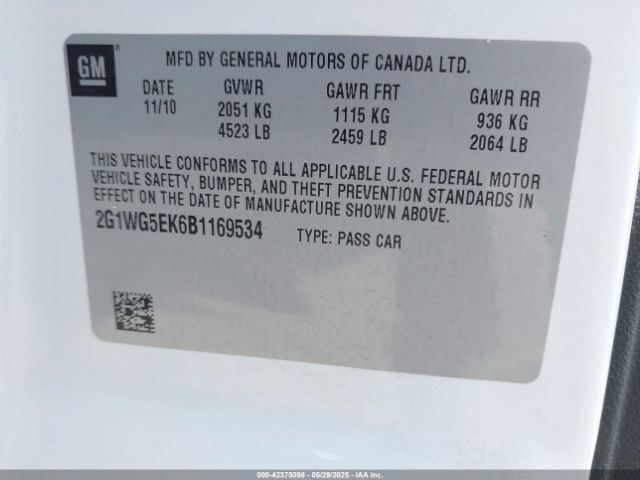 GM
MFD BY GENERAL MOTORS OF CANADA LTD.
DATE GVWR GAWR FRT GAWR RR
11/10 2051 KG 1115 KG 936 KG
4523 LB 2459 LB 2064 LB
THIS VEHICLE CONFORMS TO ALL APPLICABLE U.S. FEDERAL MOTOR
VEHICLE SAFETY, BUMPER, AND THEFT PREVENTION STANDARDS IN
EFFECT ON THE DATE OF MANUFACTURE SHOWN ABOVE.
2G1WG5EK6B1169534 TYPE: PASS CAR
000-42375098 - 05/29/2025 - IAAI.COM